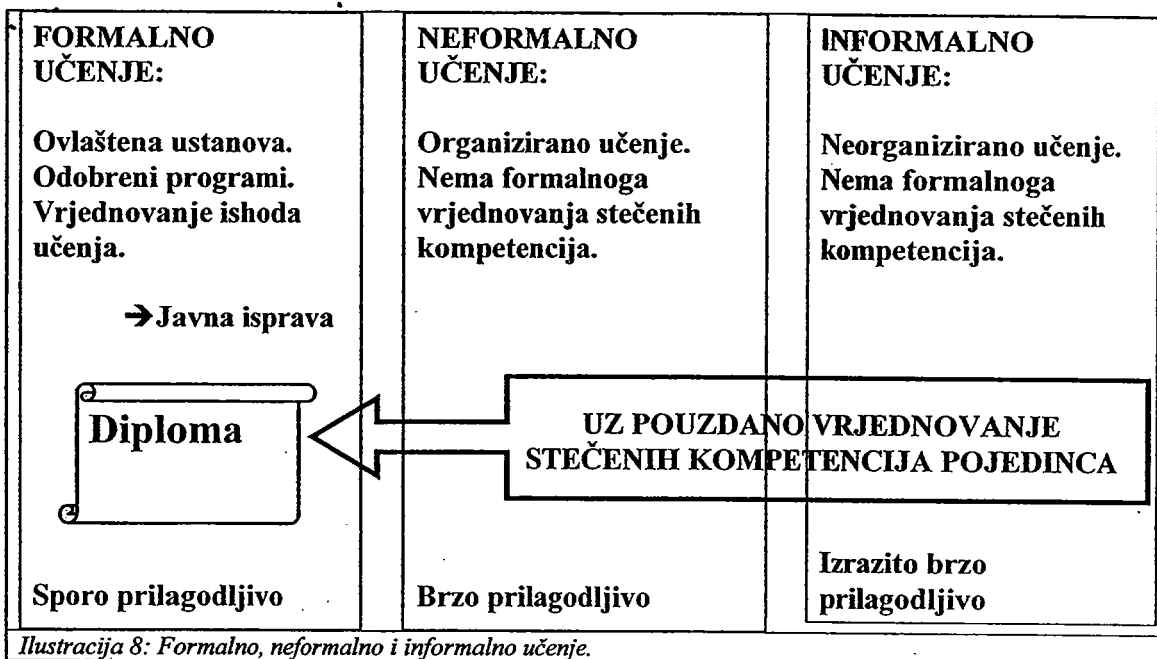 FORMALNO
UČENJE:
Ovlaštena ustanova.
Odobreni programi.
Vrjednovanje ishoda
učenja.
➔Javna isprava
Diploma
Sporo prilagodljivo
NEFORMALNO
UČENJE:
Organizirano učenje.
Nema formalnoga
vrjednovanja stečenih
kompetencija.
Brzo prilagodljivo
INFORMALNO
UČENJE:
Neorganizirano učenje.
Nema formalnoga
vrjednovanja stečenih
kompetencija.
UZ POUZDANO VRJEDNOVANJE
STEČENIH KOMPETENCIJA POJEDINCA
Izrazito brzo
prilagodljivo
Ilustracija 8: Formalno, neformalno i informalno učenje.